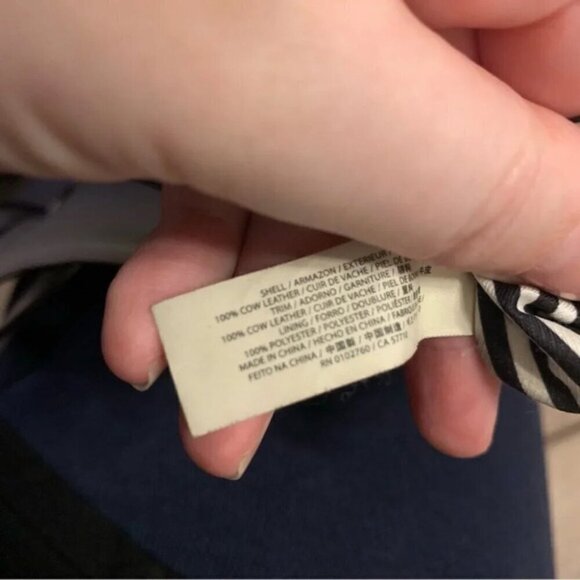 SHELL / ARMAZON / EXTERIEUR /
100% COW LEATHER / CUIR DE VACHE / PIEL DE
TRIM / ADORNO / GARNITURE /
100% COW LEATHER / CUIR DE VACHE / PIEL DE
LINING / FORRO / DOUBLURE /
100% POLYESTER / POLYESTER /
MADE IN CHINA / HECHO EN CHINA /
FEITO NA CHINA / 中国製 / 中国制造 /
RN 0102760 / CA